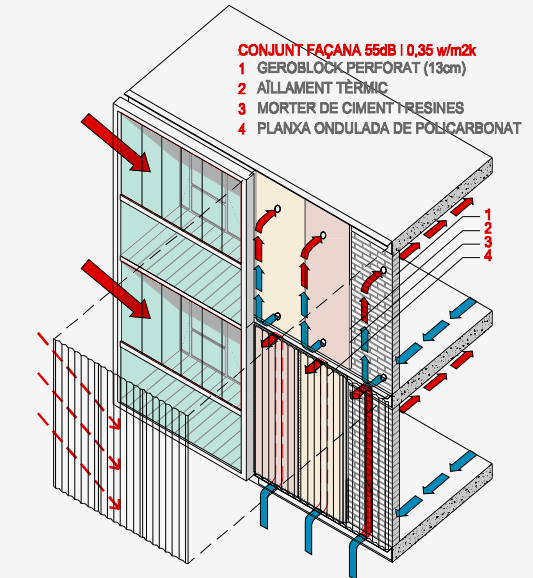 CONJUNT FAÇANA 55dB I 0,35 w/m2k
1 GEROBLOCK PERFORAT (13cm)
2 AÏLLAMENT TÈRMIC
3 MORTER DE CIMENT I RESINES
4 PLANXA ONDULADA DE POLICARBONAT
1
2
3
4